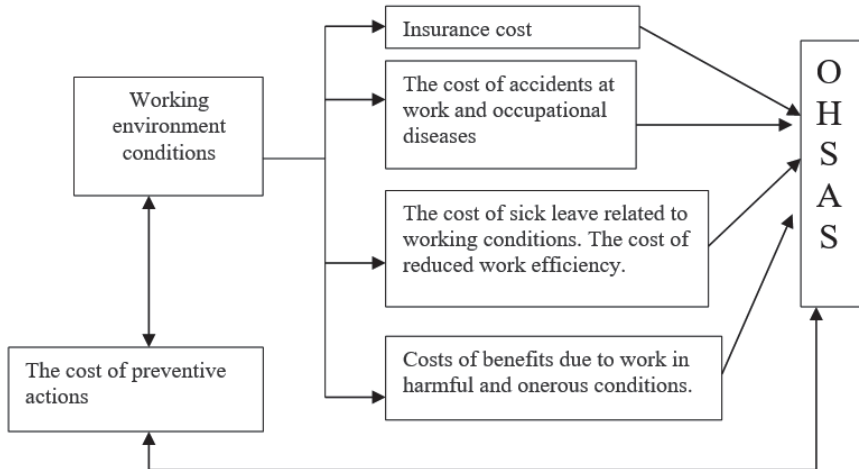 Insurance cost
Working
environment
conditions
The cost of accidents at
work and occupational
diseases
The cost of sick leave related to
working conditions. The cost of
reduced work efficiency.
The cost of preventive
actions
Costs of benefits due to work in
harmful and onerous conditions.
O
H
S
A
S